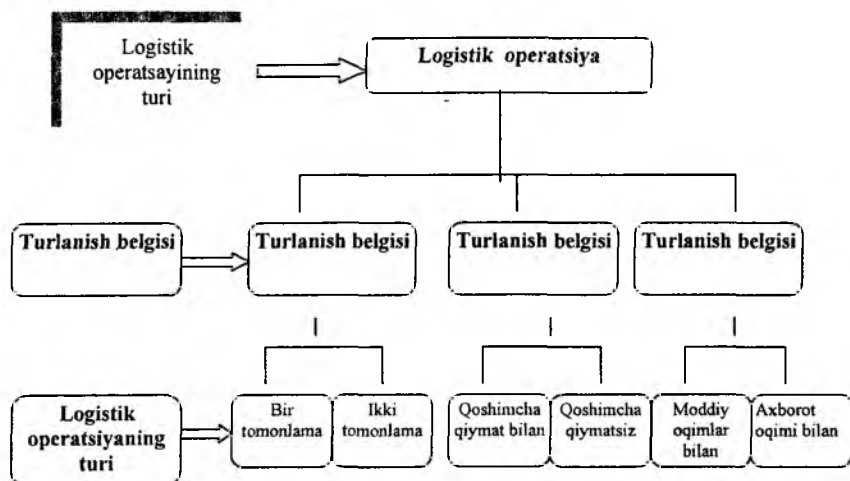 Logistik
operatsayining
turi
Logistik operatsiya
Turlanish belgisi
Turlanish belgisi
Turlanish belgisi
Turlanish belgisi
Logistik
operatsiyaning
turi
Bir
tomonlama
Ikki
tomonlama
Qoshimcha
qiymat bilan
Qoshimcha
qiymatsiz
Moddiy
oqimlar
bilan
Axborot
oqimi bilan